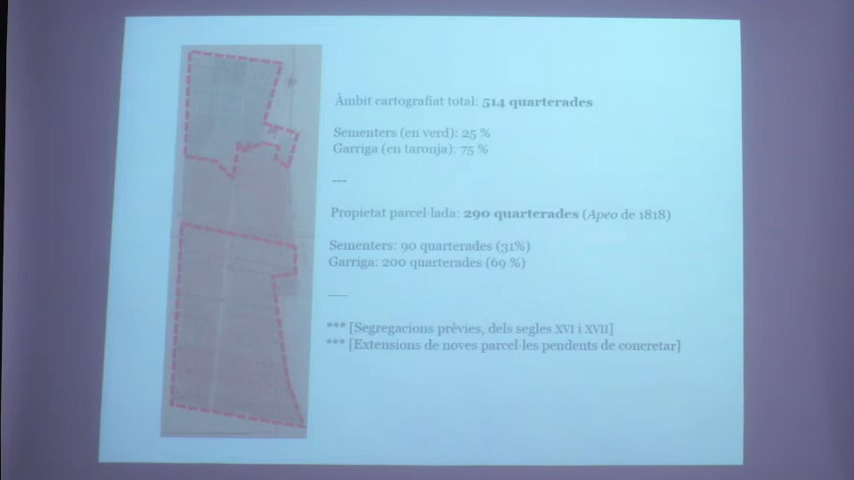 Àmbit cartografiat total: 514 quarterades
Sementers (en verd): 25 %
Garriga (en taronja): 75 %
---
Propietat parcel·lada: 290 quarterades (Apeo de 1818)
Sementers: 90 quarterades (31%)
Garriga: 200 quarterades (69 %)
----
*** [Segregacions prèvies, dels segles XVI i XVII]
*** [Extensions de noves parcel·les pendents de concretar]